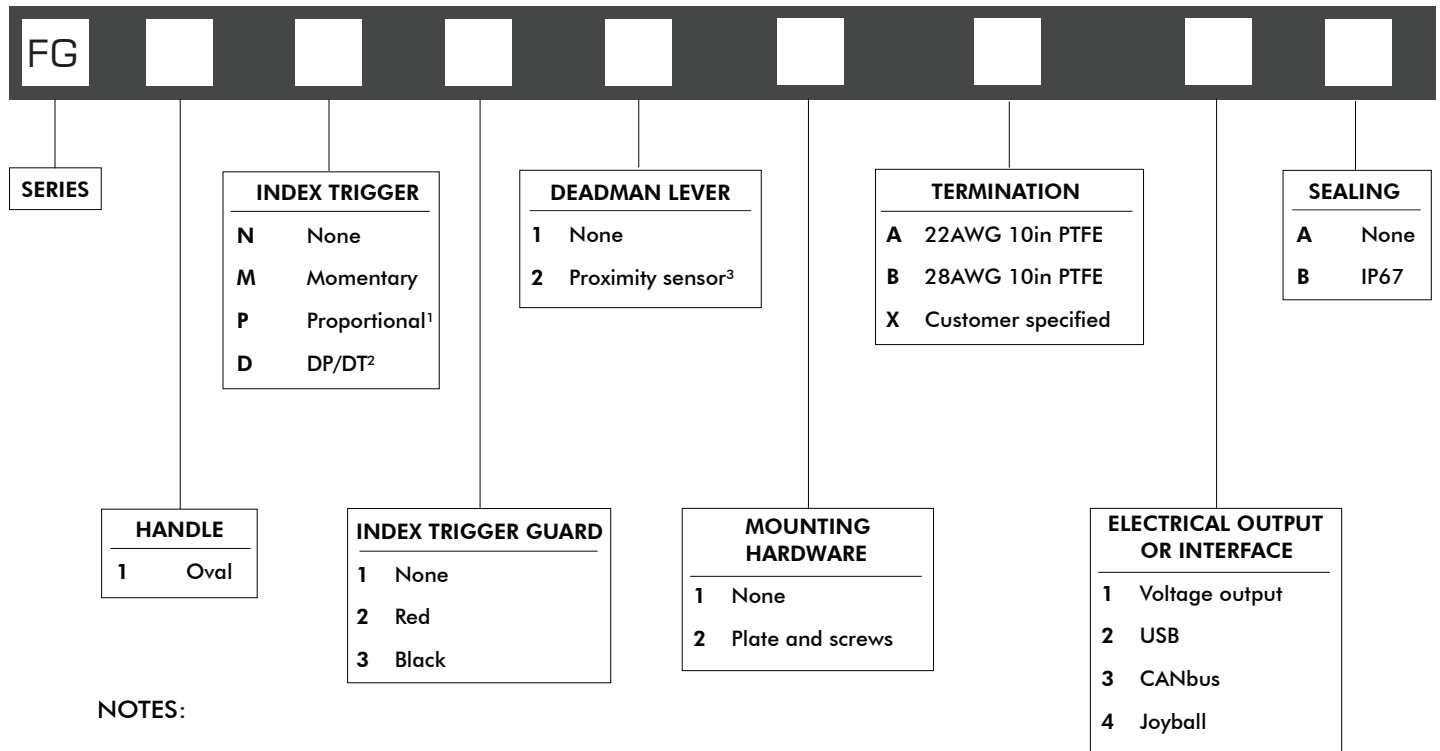 FG
SERIES
INDEX TRIGGER
N None
M Momentary
P Proportional¹
D DP/DT²
DEADMAN LEVER
1 None
2 Proximity sensor³
TERMINATION
A 22AWG 10in PTFE
B 28AWG 10in PTFE
X Customer specified
SEALING
A None
B IP67
HANDLE
1 Oval
INDEX TRIGGER GUARD
1 None
2 Red
3 Black
MOUNTING
HARDWARE
1 None
2 Plate and screws
ELECTRICAL OUTPUT
OR INTERFACE
1 Voltage output
2 USB
3 CANbus
4 Joyball
NOTES: